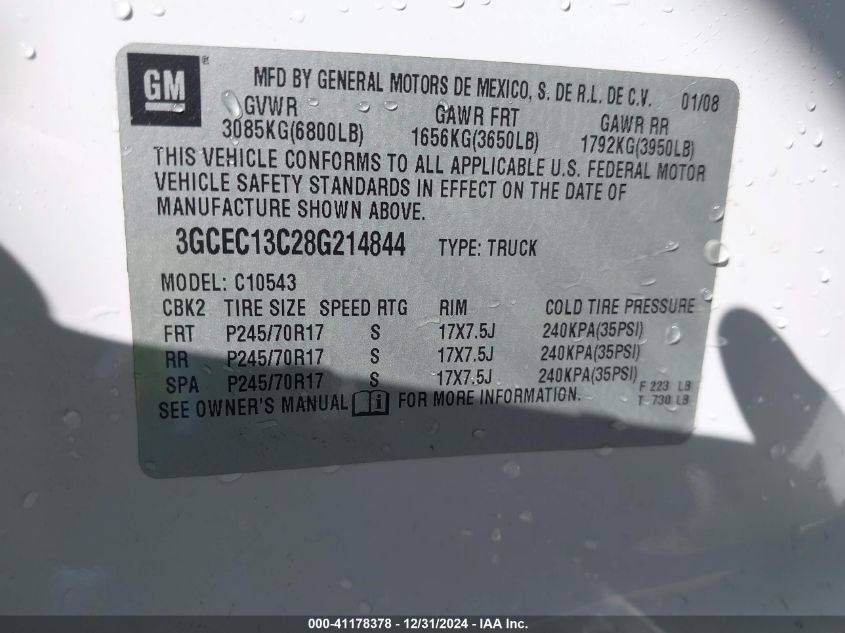 GM ®
MFD BY GENERAL MOTORS DE MEXICO, S. DE R.L. DE C.V. 01/08
GVWR GAWR FRT GAWR RR
3085KG(6800LB) 1656KG(3650LB) 1792KG(3950LB)
THIS VEHICLE CONFORMS TO ALL APPLICABLE U.S. FEDERAL MOTOR
VEHICLE SAFETY STANDARDS IN EFFECT ON THE DATE OF
MANUFACTURE SHOWN ABOVE.
3GCEC13C28G214844 TYPE: TRUCK
MODEL: C10543
CBK2 TIRE SIZE SPEED RTG RIM COLD TIRE PRESSURE
FRT P245/70R17 S 17X7.5J 240KPA(35PSI)
RR P245/70R17 S 17X7.5J 240KPA(35PSI)
SPA P245/70R17 S 17X7.5J 240KPA(35PSI)
F 223 LB
T 730 LB
SEE OWNER'S MANUAL i FOR MORE INFORMATION.
000-41178378 - 12/31/2024 - IAA Inc.